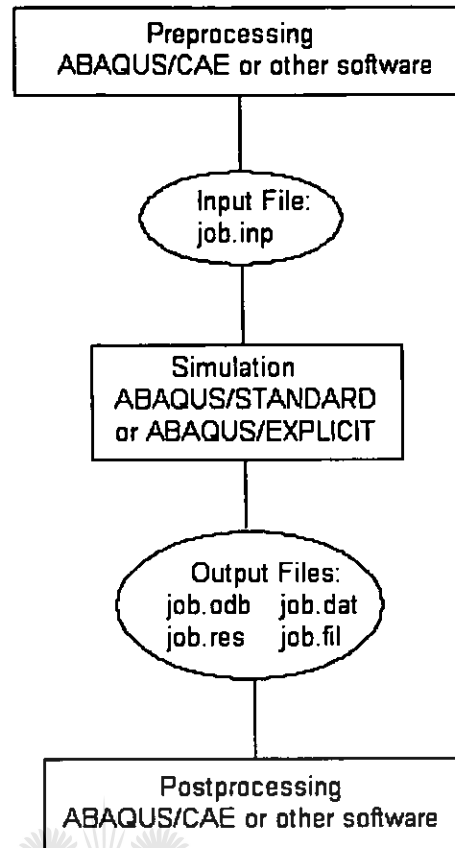 Preprocessing
ABAQUS/CAE or other software
Input File:
job.inp
Simulation
ABAQUS/STANDARD
or ABAQUS/EXPLICIT
Output Files:
job.odb job.dat
job.res job.fil
Postprocessing
ABAQUS/CAE or other software